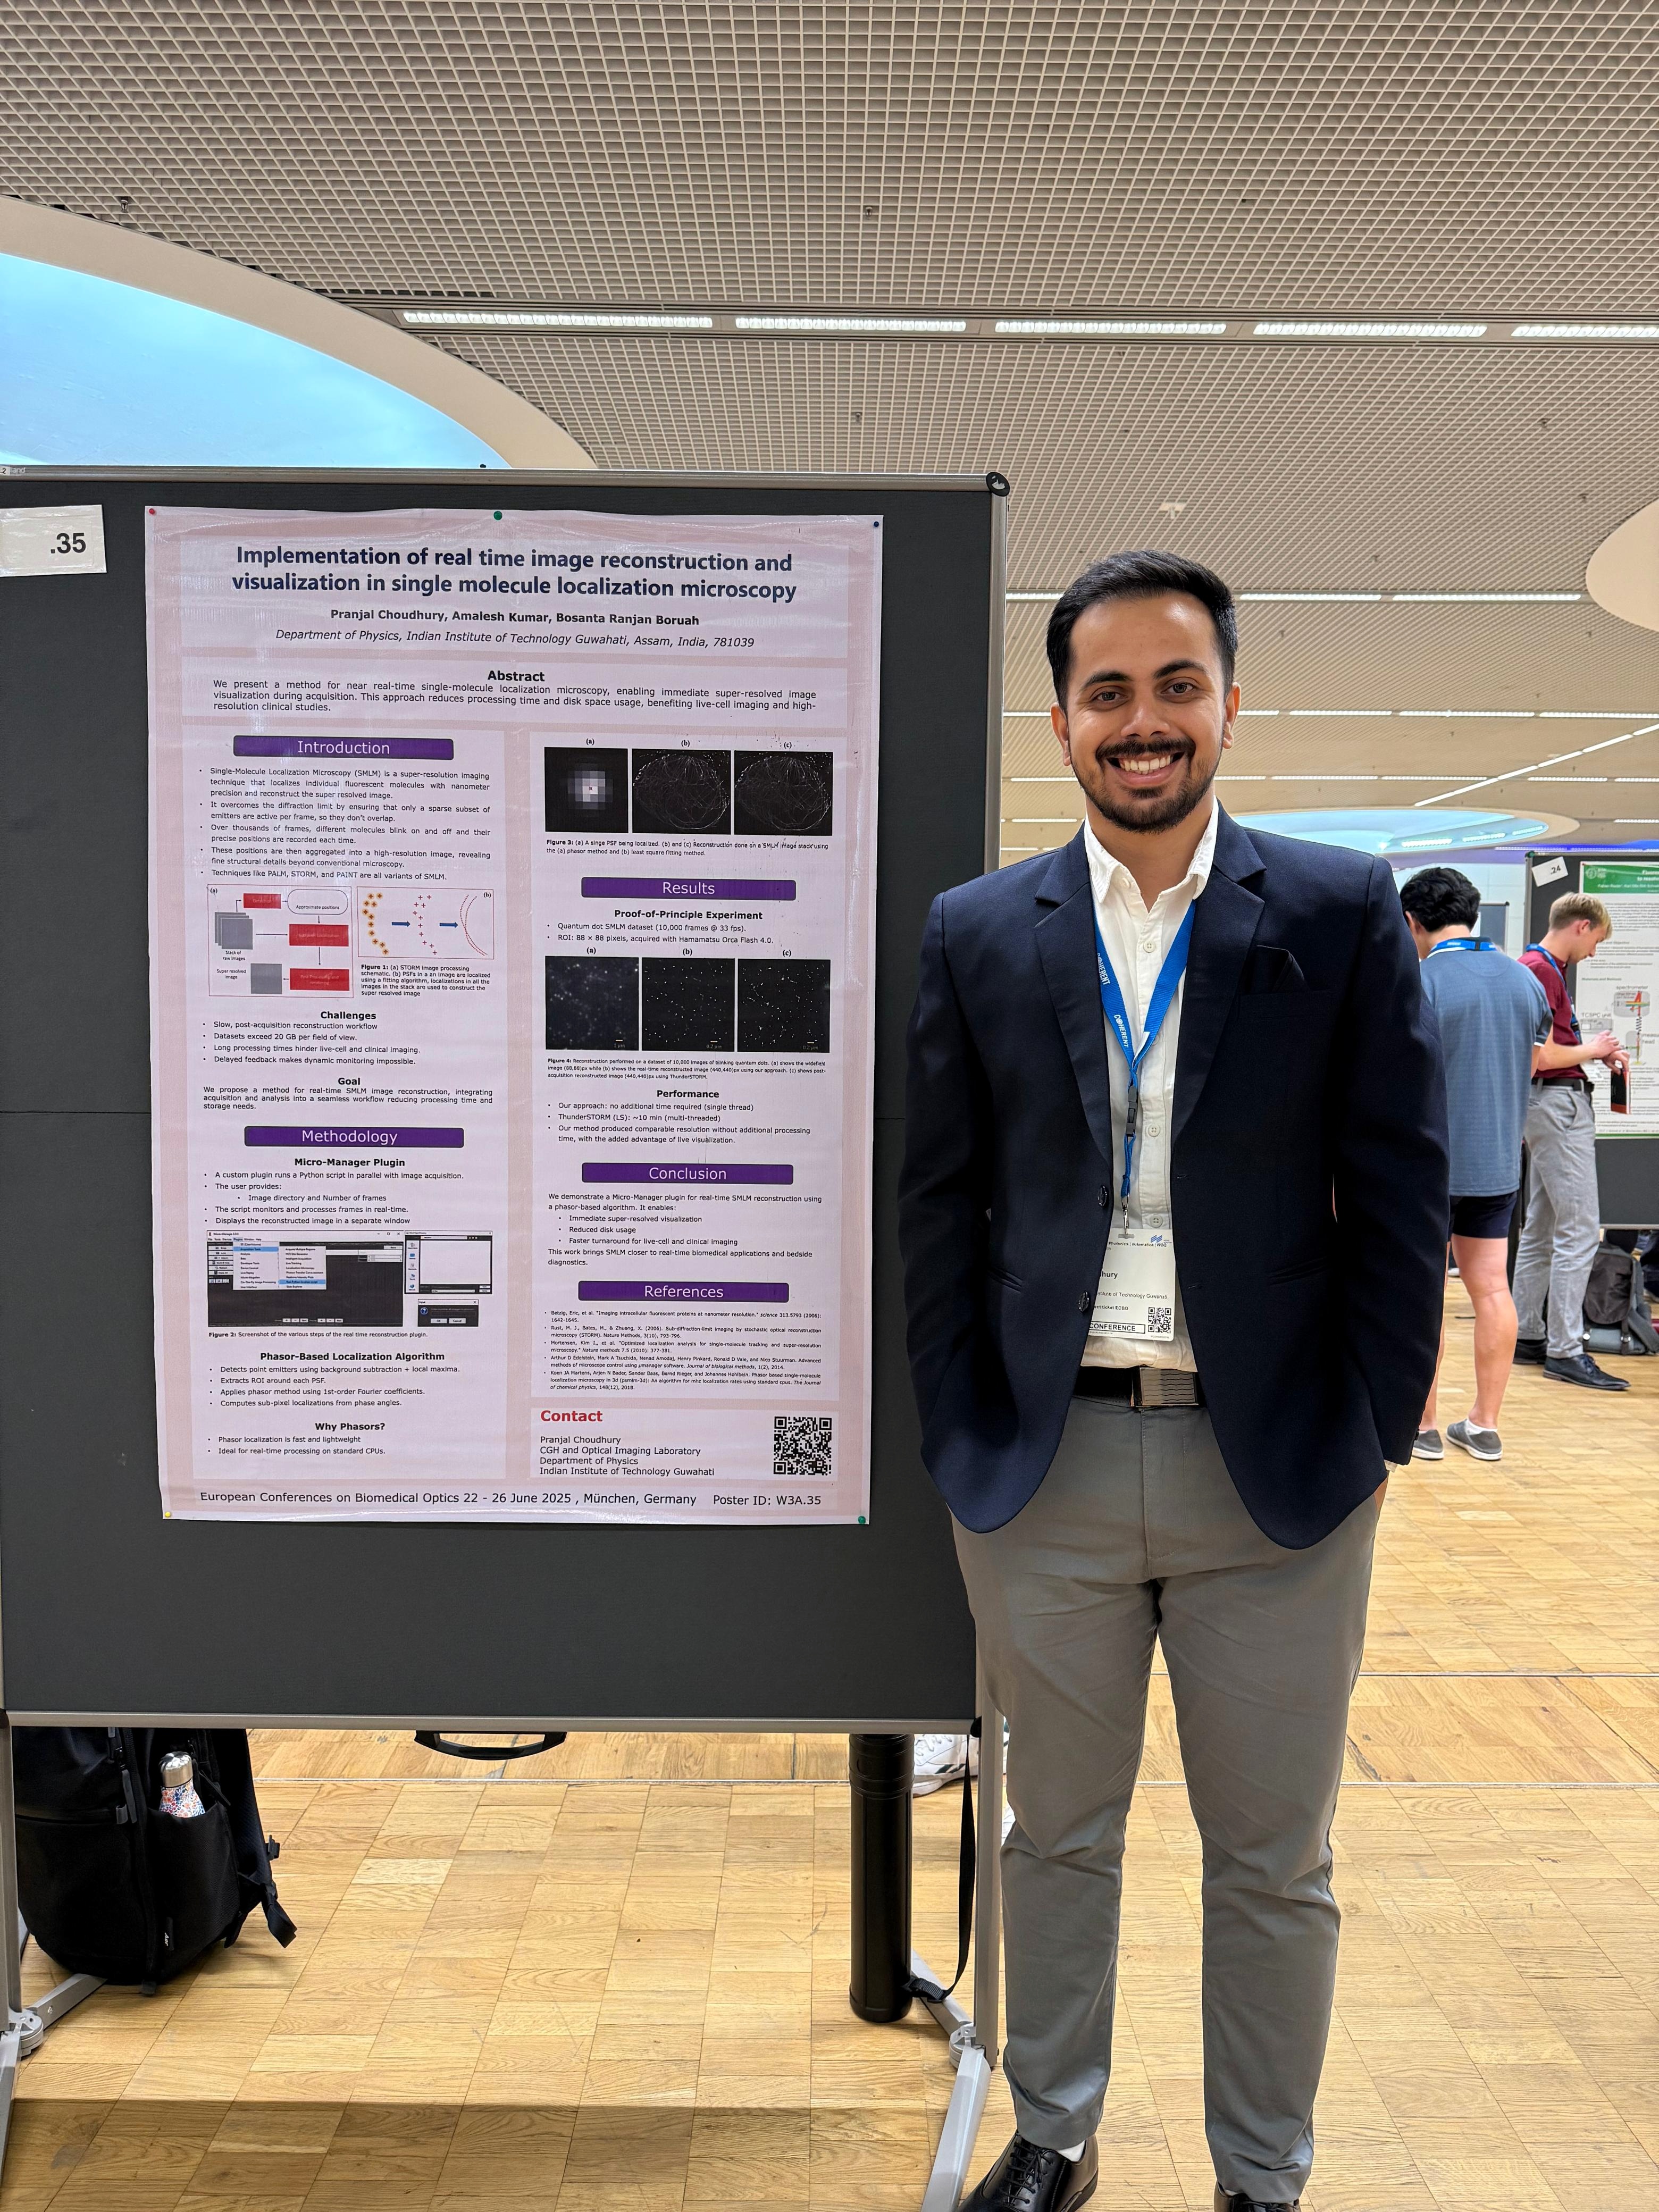 .35
Implementation of real time image reconstruction and
visualization in single molecule localization microscopy
Pranjal Choudhury, Amalesh Kumar, Bosanta Ranjan Boruah
Department of Physics, Indian Institute of Technology Guwahati, Assam, India, 781039
Abstract
We present a method for near real-time single-molecule localization microscopy, enabling immediate super-resolved image
visualization during acquisition. This approach reduces processing time and disk space usage, benefiting live-cell imaging and high-
resolution clinical studies.
Introduction
• Single-Molecule Localization Microscopy (SMLM) is a super-resolution imaging
technique that localizes individual fluorescent molecules with nanometer
precision and reconstruct the super resolved image.
• It overcomes the diffraction limit by ensuring that only a sparse subset of
emitters are active per frame, so they don't overlap.
• Over thousands of frames, different molecules blink on and off and their
precise positions are recorded each time.
• These positions are then aggregated into a high-resolution image, revealing
fine structural details beyond conventional microscopy.
• Techniques like PALM, STORM, and PAINT are all variants of SMLM.
(a)
Approximate positions
Stack of
raw images
Super resolved
image
(b)
Figure 1: (a) STORM image processing
schematic. (b) PSFs in a an image are localized
using a fitting algorithm, localizations in all the
images in the stack are used to construct the
super resolved image
Challenges
• Slow, post-acquisition reconstruction workflow
• Datasets exceed 20 GB per field of view.
• Long processing times hinder live-cell and clinical imaging.
• Delayed feedback makes dynamic monitoring impossible.
Goal
We propose a method for real-time SMLM image reconstruction, integrating
acquisition and analysis into a seamless workflow reducing processing time and
storage needs.
Methodology
Micro-Manager Plugin
• A custom plugin runs a Python script in parallel with image acquisition.
• The user provides:
• Image directory and Number of frames
• The script monitors and processes frames in real-time.
• Displays the reconstructed image in a separate window
Figure 2: Screenshot of the various steps of the real time reconstruction plugin.
Phasor-Based Localization Algorithm
• Detects point emitters using background subtraction + local maxima.
• Extracts ROI around each PSF.
• Applies phasor method using 1st-order Fourier coefficients.
• Computes sub-pixel localizations from phase angles.
Why Phasors?
• Phasor localization is fast and lightweight
• Ideal for real-time processing on standard CPUs.
(a) (b) (c)
Figure 3: (a) A singe PSF being localized. (b) and (c) Reconstruction done on a SMLM image stack using
the (a) phasor method and (b) least square fitting method.
Results
Proof-of-Principle Experiment
• Quantum dot SMLM dataset (10,000 frames @ 33 fps).
• ROI: 88 × 88 pixels, acquired with Hamamatsu Orca Flash 4.0.
(a) (b) (c)
Figure 4: Reconstruction performed on a dataset of 10,000 images of blinking quantum dots. (a) shows the widefield
image (88,88)px while (b) shows the real-time reconstructed image (440,440)px using our approach. (c) shows post-
acquisition reconstructed image (440,440)px using ThunderSTORM.
Performance
• Our approach: no additional time required (single thread)
• ThunderSTORM (LS): ~10 min (multi-threaded)
• Our method produced comparable resolution without additional processing
time, with the added advantage of live visualization.
Conclusion
We demonstrate a Micro-Manager plugin for real-time SMLM reconstruction using
a phasor-based algorithm. It enables:
• Immediate super-resolved visualization
• Reduced disk usage
• Faster turnaround for live-cell and clinical imaging
This work brings SMLM closer to real-time biomedical applications and bedside
diagnostics.
References
• Betzig, Eric, et al. "Imaging intracellular fluorescent proteins at nanometer resolution." science 313.5793 (2006):
1642-1645.
• Rust, M. J., Bates, M., & Zhuang, X. (2006). Sub-diffraction-limit imaging by stochastic optical reconstruction
microscopy (STORM). Nature Methods, 3(10), 793-796.
• Mortensen, Kim I., et al. "Optimized localization analysis for single-molecule tracking and super-resolution
microscopy." Nature methods 7.5 (2010): 377-381.
• Arthur D Edelstein, Mark A Tsuchida, Nenad Amodaj, Henry Pinkard, Ronald D Vale, and Nico Stuurman. Advanced
methods of microscope control using μmanager software. Journal of biological methods, 1(2), 2014.
• Koen JA Martens, Arjen N Bader, Sander Baas, Bernd Rieger, and Johannes Hohlbein. Phasor based single-molecule
localization microscopy in 3d (psmlm-3d): An algorithm for mhz localization rates using standard cpus. The Journal
of chemical physics, 148(12), 2018.
Contact
Pranjal Choudhury
CGH and Optical Imaging Laboratory
Department of Physics
Indian Institute of Technology Guwahati
European Conferences on Biomedical Optics 22 - 26 June 2025 , München, Germany Poster ID: W3A.35
COHERENT
COHERENT
dhury
nstitute of Technology Guwahati
CONFERENCE
.24